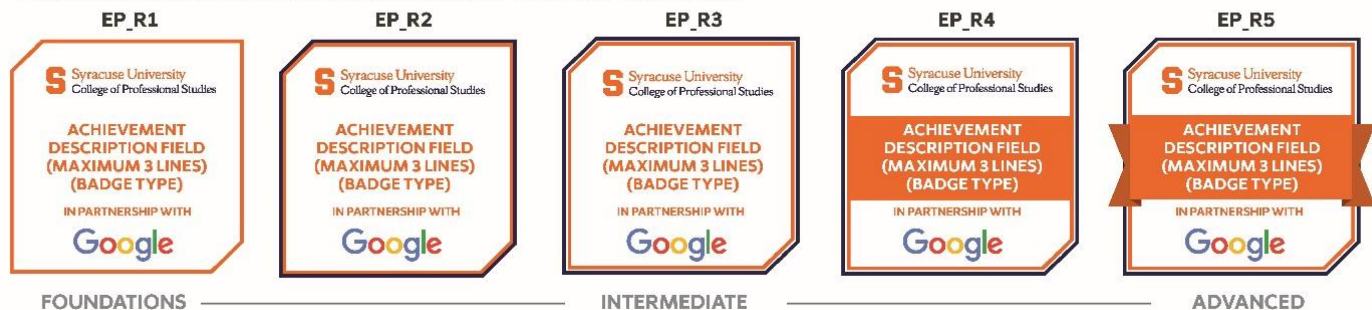 EP_R1 EP_R2 EP_R3 EP_R4 EP_R5
S Syracuse University
College of Professional Studies
ACHIEVEMENT
DESCRIPTION FIELD
(MAXIMUM 3 LINES)
(BADGE TYPE)
IN PARTNERSHIP WITH
Google
S Syracuse University
College of Professional Studies
ACHIEVEMENT
DESCRIPTION FIELD
(MAXIMUM 3 LINES)
(BADGE TYPE)
IN PARTNERSHIP WITH
Google
S Syracuse University
College of Professional Studies
ACHIEVEMENT
DESCRIPTION FIELD
(MAXIMUM 3 LINES)
(BADGE TYPE)
IN PARTNERSHIP WITH
Google
S Syracuse University
College of Professional Studies
ACHIEVEMENT
DESCRIPTION FIELD
(MAXIMUM 3 LINES)
(BADGE TYPE)
IN PARTNERSHIP WITH
Google
S Syracuse University
College of Professional Studies
ACHIEVEMENT
DESCRIPTION FIELD
(MAXIMUM 3 LINES)
(BADGE TYPE)
IN PARTNERSHIP WITH
Google
FOUNDATIONS INTERMEDIATE ADVANCED